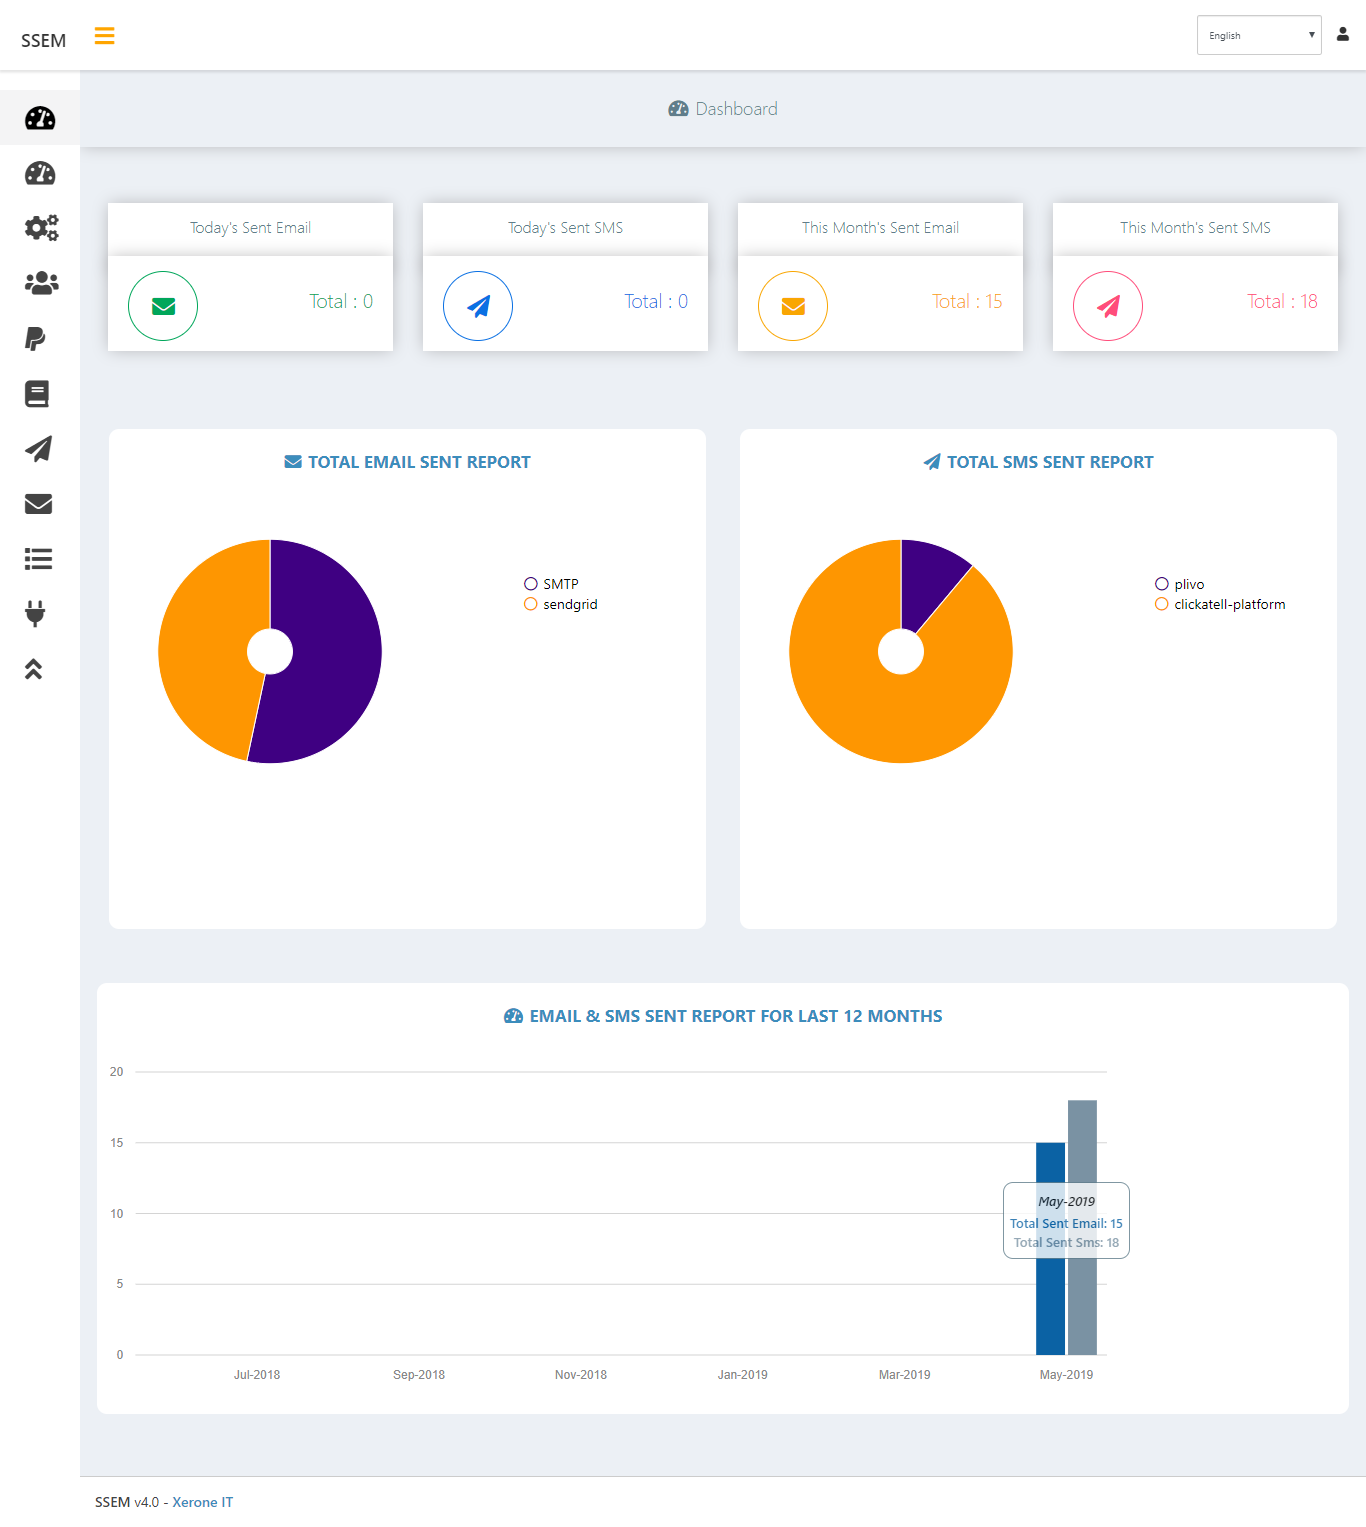 SSEM
English
Dashboard
Today's Sent Email
Total : 0
Today's Sent SMS
Total : 0
This Month's Sent Email
Total : 15
This Month's Sent SMS
Total : 18
TOTAL EMAIL SENT REPORT
SMTP
sendgrid
TOTAL SMS SENT REPORT
plivo
clickatell-platform
EMAIL & SMS SENT REPORT FOR LAST 12 MONTHS
20
15
10
5
0
May-2019
Total Sent Email: 15
Total Sent Sms: 18
Jul-2018 Sep-2018 Nov-2018 Jan-2019 Mar-2019 May-2019
SSEM v4.0 - Xerone IT